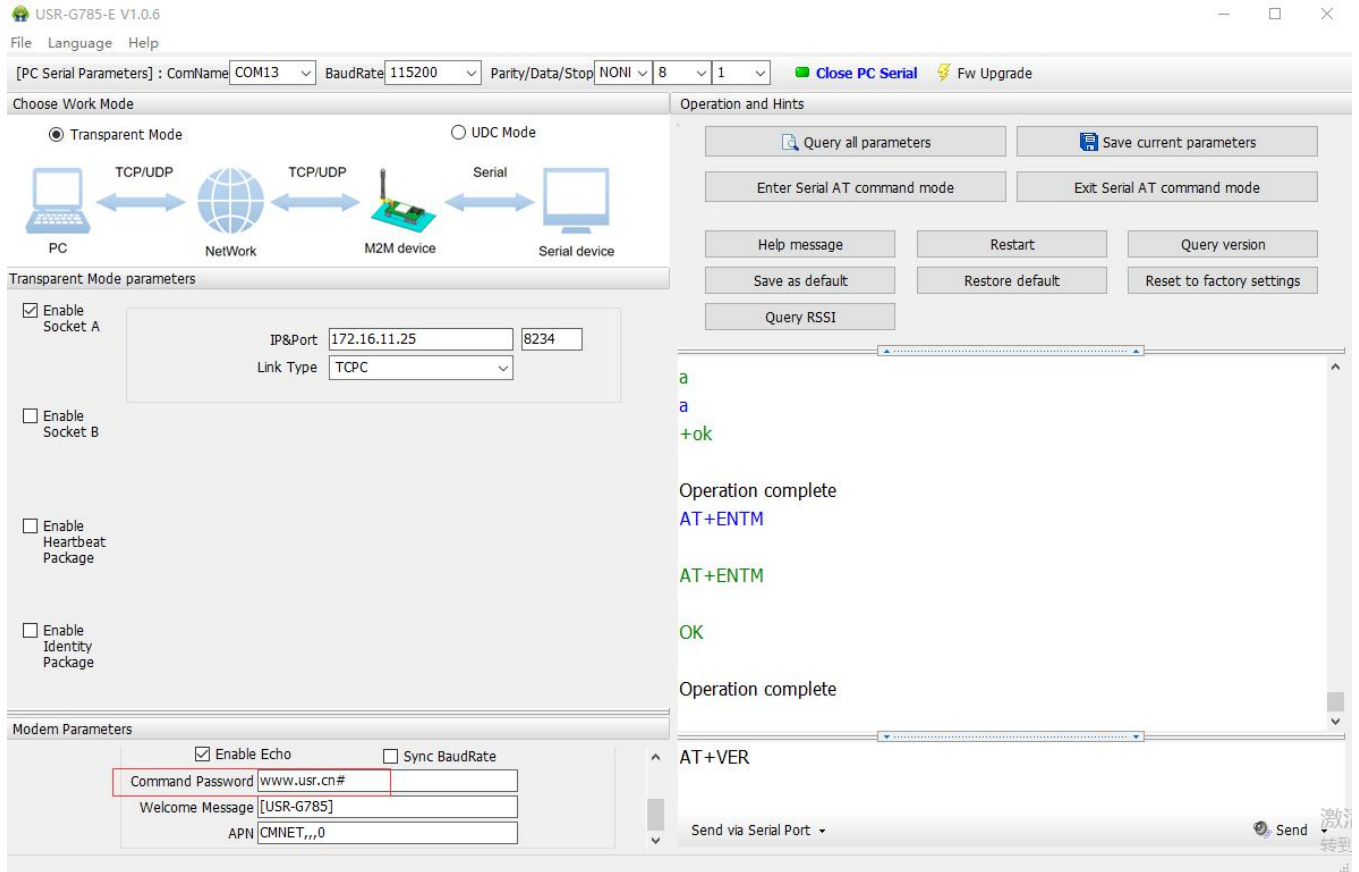 USR-G785-E V1.0.6
File Language Help
[PC Serial Parameters] : ComName COM13 BaudRate 115200 Parity/Data/Stop NONI 8 1 Close PC Serial Fw Upgrade
Choose Work Mode
Transparent Mode UDC Mode
TCP/UDP TCP/UDP Serial
PC NetWork M2M device Serial device
Transparent Mode parameters
Enable
Socket A
IP&Port 172.16.11.25 8234
Link Type TCPC
Enable
Socket B
Enable
Heartbeat
Package
Enable
Identity
Package
Modem Parameters
Enable Echo Sync BaudRate
Command Password www.usr.cn#
Welcome Message [USR-G785]
APN CMNET,,,0
Operation and Hints
Query all parameters Save current parameters
Enter Serial AT command mode Exit Serial AT command mode
Help message Restart Query version
Save as default Restore default Reset to factory settings
Query RSSI
a
a
+ok
Operation complete
AT+ENTM
AT+ENTM
OK
Operation complete
AT+VER
Send via Serial Port Send
激
转到